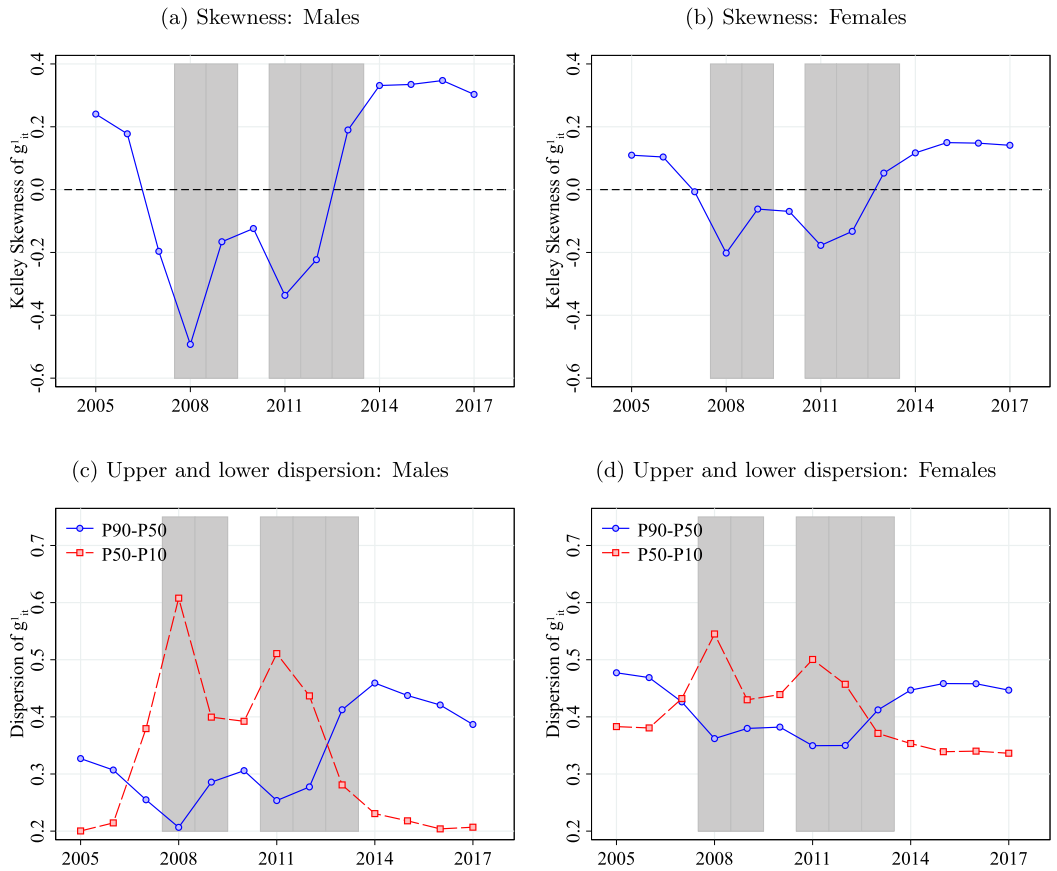 (a) Skewness: Males
Kelley Skewness of g¹ᵢₜ
0.4
0.2
0.0
-0.2
-0.4
-0.6
2005 2008 2011 2014 2017
(b) Skewness: Females
Kelley Skewness of g¹ᵢₜ
0.4
0.2
0.0
-0.2
-0.4
-0.6
2005 2008 2011 2014 2017
(c) Upper and lower dispersion: Males
P90-P50
P50-P10
Dispersion of g¹ᵢₜ
0.7
0.6
0.5
0.4
0.3
0.2
2005 2008 2011 2014 2017
(d) Upper and lower dispersion: Females
P90-P50
P50-P10
Dispersion of g¹ᵢₜ
0.7
0.6
0.5
0.4
0.3
0.2
2005 2008 2011 2014 2017